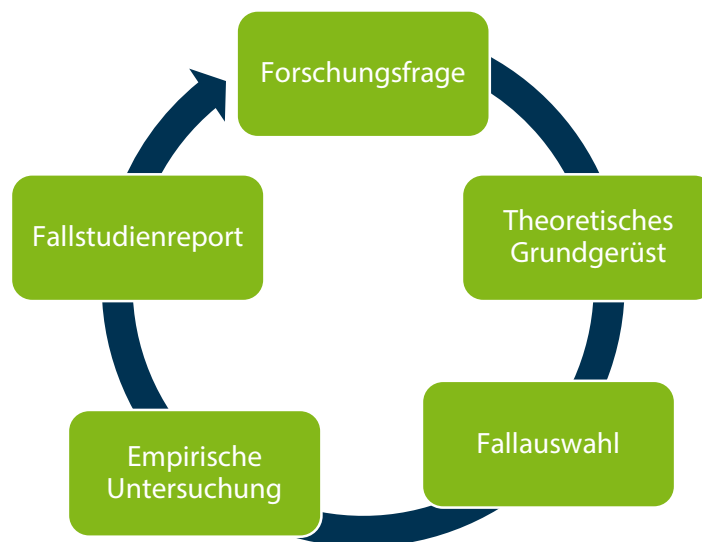 Forschungsfrage
Theoretisches
Grundgerüst
Fallauswahl
Empirische
Untersuchung
Fallstudienreport